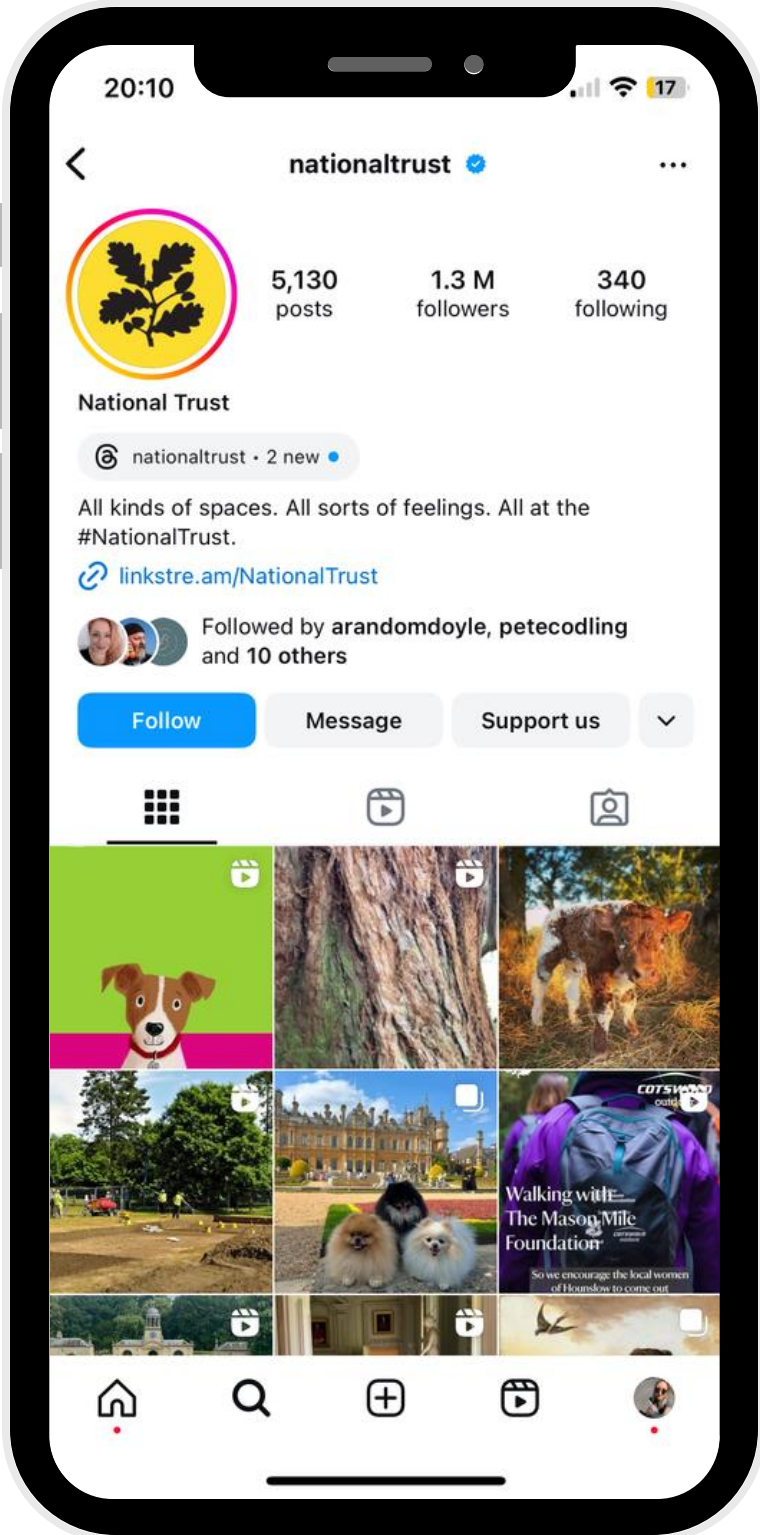 20:10
17
nationaltrust
5,130
posts
1.3 M
followers
340
following
National Trust
nationaltrust • 2 new
All kinds of spaces. All sorts of feelings. All at the
#NationalTrust.
linkstre.am/NationalTrust
Followed by arandomdoyle, petecodling
and 10 others
Follow
Message
Support us
Walking with
The Mason Mile
Foundation
So we encourage the local women
of Hounslow to come out